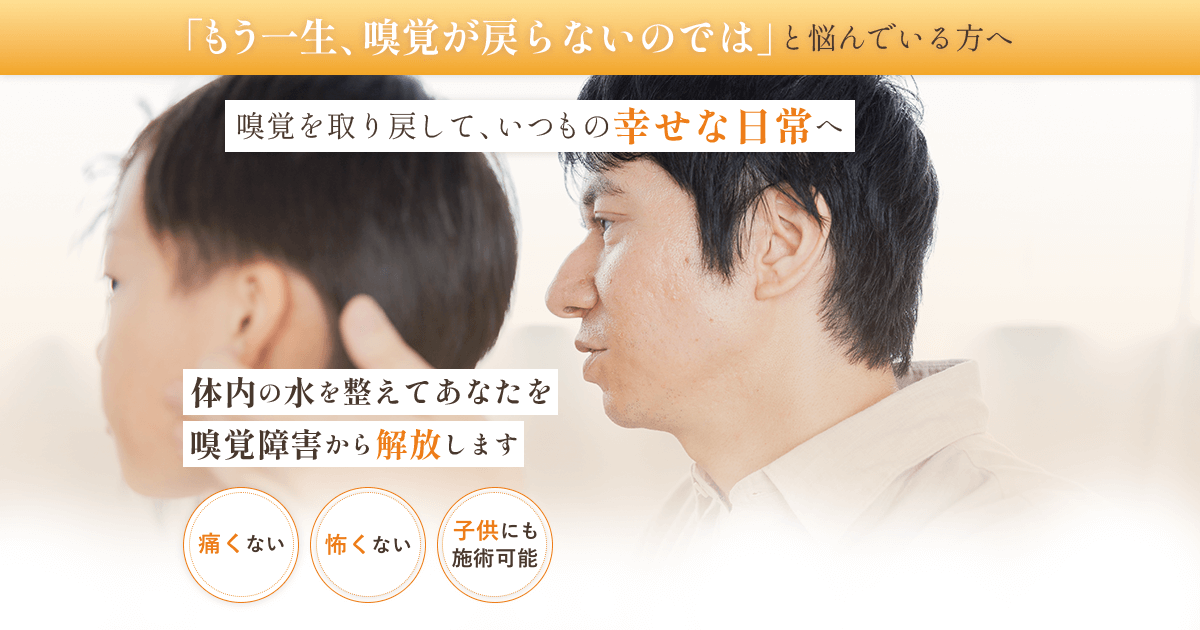 「もう一生、嗅覚が戻らないのでは」と悩んでいる方へ
嗅覚を取り戻して、いつもの幸せな日常へ
体内の水を整えてあなたを
嗅覚障害から解放します
痛くない
怖くない
子供にも
施術可能